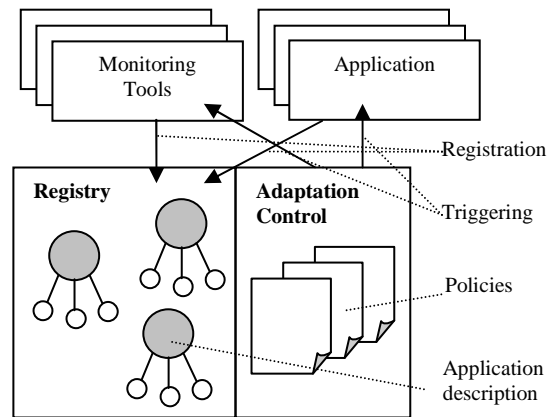 Monitoring
Tools
Application
Registration
Registry
Adaptation
Control
Triggering
Policies
Application
description